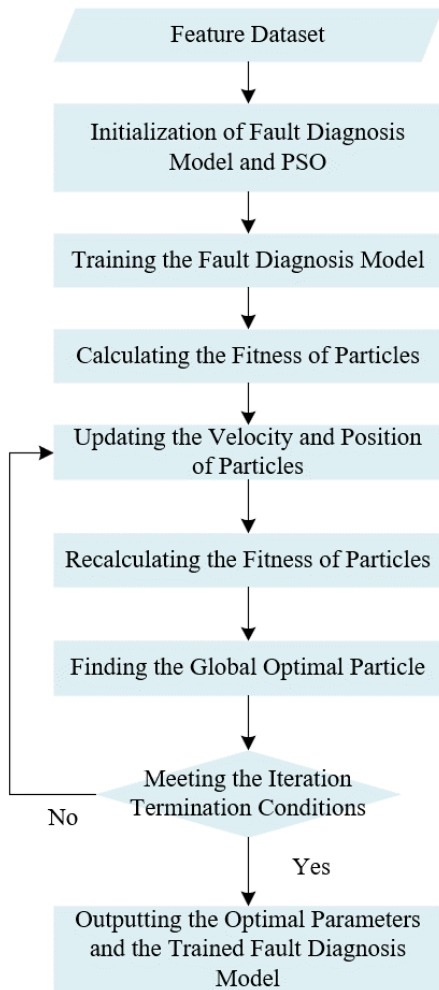 Feature Dataset
Initialization of Fault Diagnosis
Model and PSO
Training the Fault Diagnosis Model
Calculating the Fitness of Particles
Updating the Velocity and Position
of Particles
Recalculating the Fitness of Particles
Finding the Global Optimal Particle
Meeting the Iteration
Termination Conditions
No
Yes
Outputting the Optimal Parameters
and the Trained Fault Diagnosis
Model